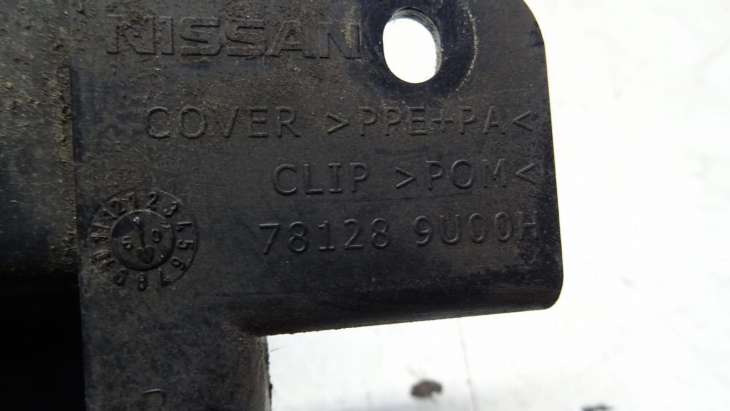 NISSAN
COVER >PPE+PA<
CLIP >POM<
78128 9U00H